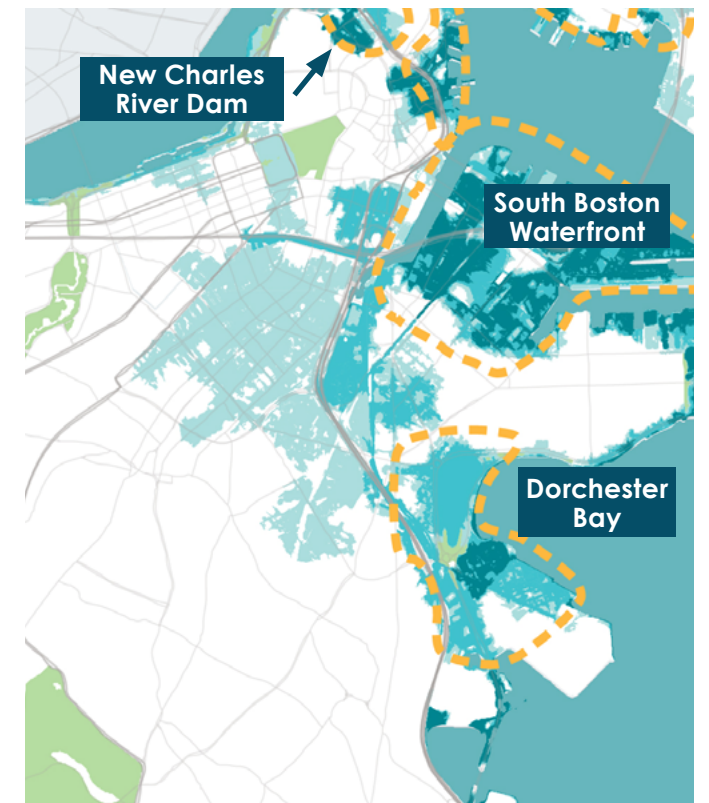 New Charles
River Dam
South Boston
Waterfront
Dorchester
Bay